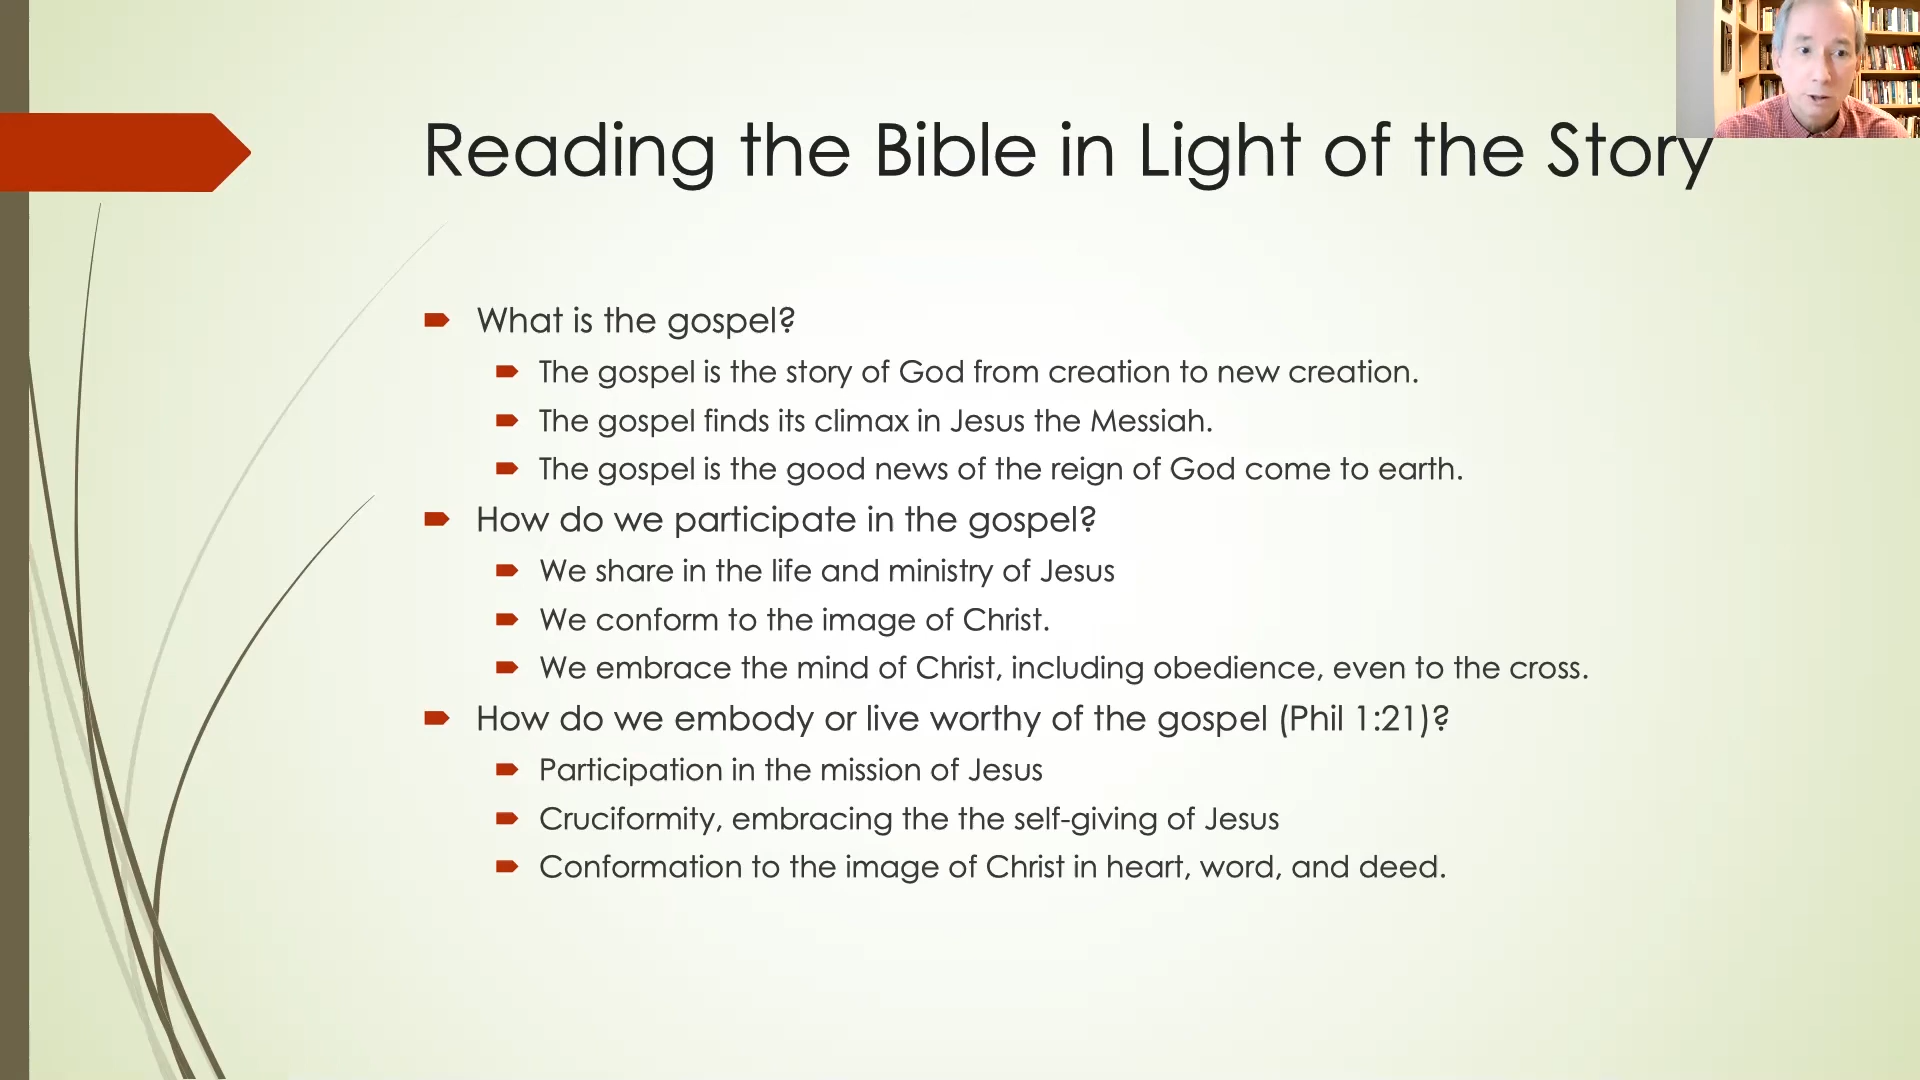 Reading the Bible in Light of the Story
What is the gospel?
The gospel is the story of God from creation to new creation.
The gospel finds its climax in Jesus the Messiah.
The gospel is the good news of the reign of God come to earth.
How do we participate in the gospel?
We share in the life and ministry of Jesus
We conform to the image of Christ.
We embrace the mind of Christ, including obedience, even to the cross.
How do we embody or live worthy of the gospel (Phil 1:21)?
Participation in the mission of Jesus
Cruciformity, embracing the the self-giving of Jesus
Conformation to the image of Christ in heart, word, and deed.